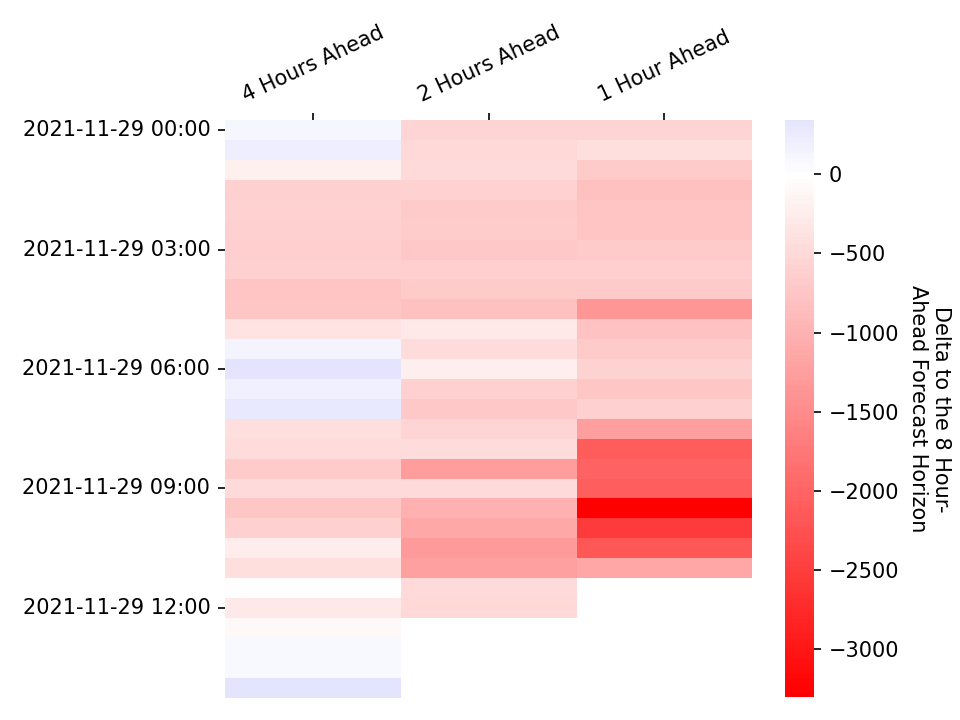 4 Hours Ahead
2 Hours Ahead
1 Hour Ahead
2021-11-29 00:00
2021-11-29 03:00
2021-11-29 06:00
2021-11-29 09:00
2021-11-29 12:00
0
−500
−1000
−1500
−2000
−2500
−3000
Delta to the 8 Hour-
Ahead Forecast Horizon